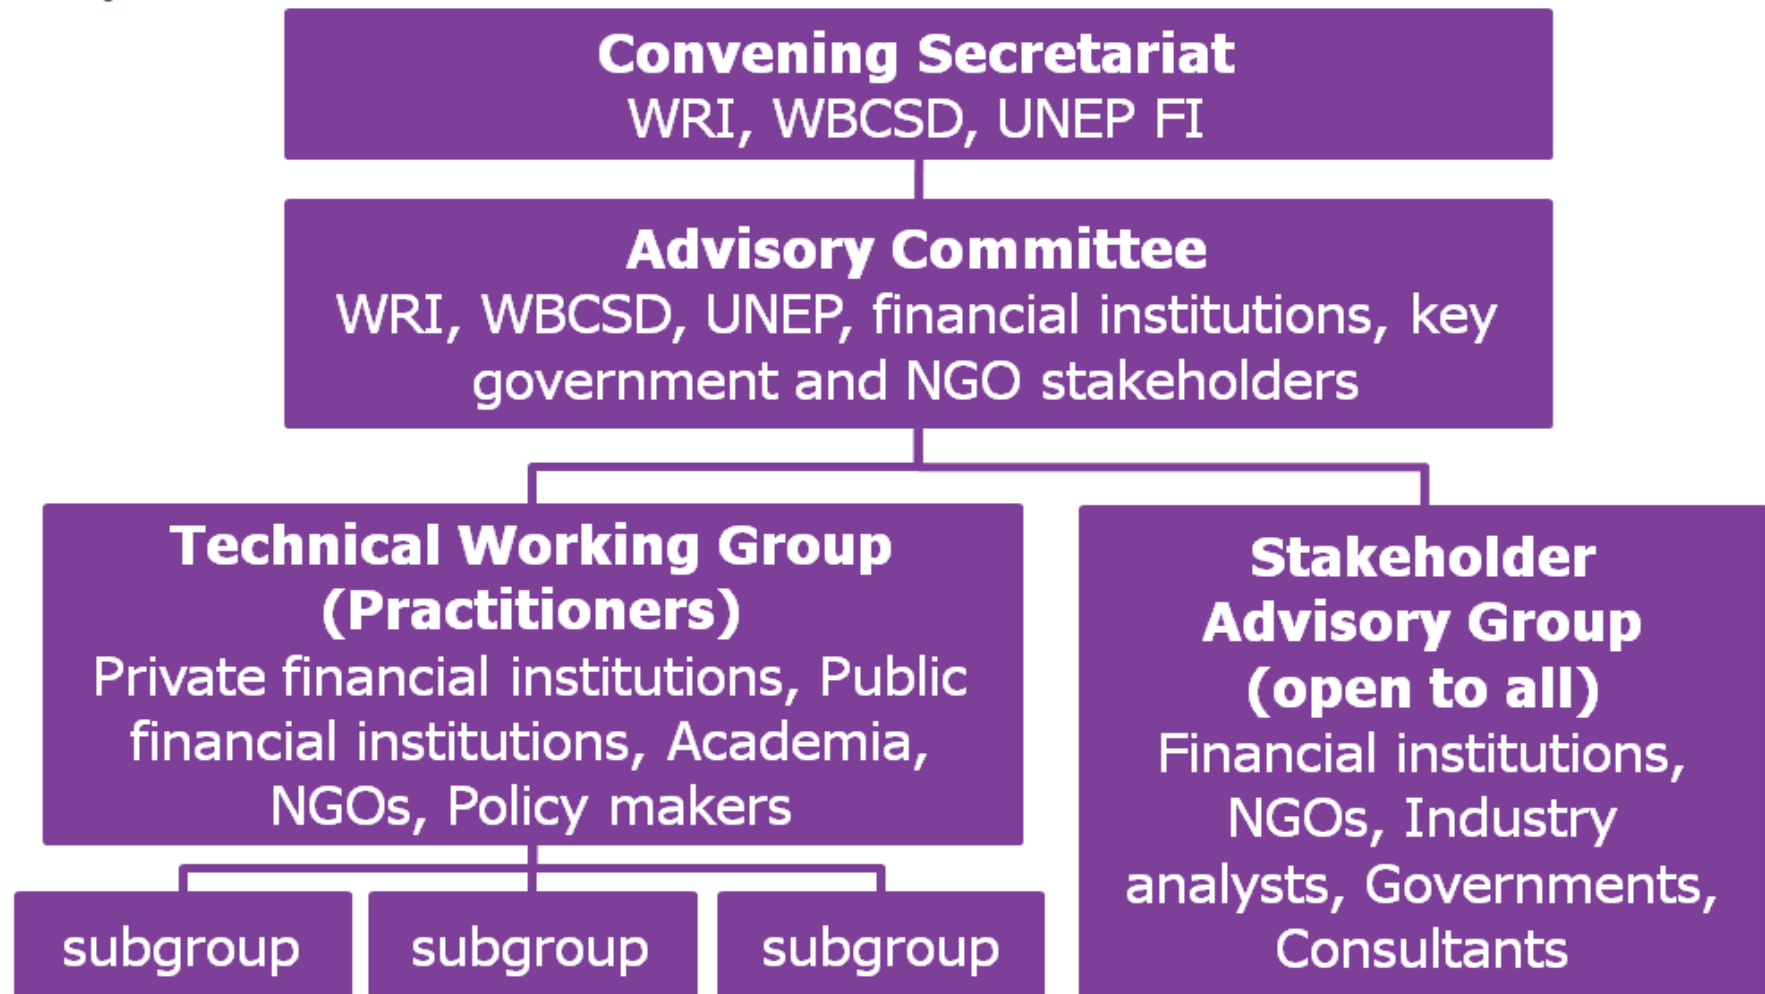 Convening Secretariat
WRI, WBCSD, UNEP FI
Advisory Committee
WRI, WBCSD, UNEP, financial institutions, key
government and NGO stakeholders
Technical Working Group
(Practitioners)
Private financial institutions, Public
financial institutions, Academia,
NGOs, Policy makers
subgroup
subgroup
subgroup
Stakeholder
Advisory Group
(open to all)
Financial institutions,
NGOs, Industry
analysts, Governments,
Consultants